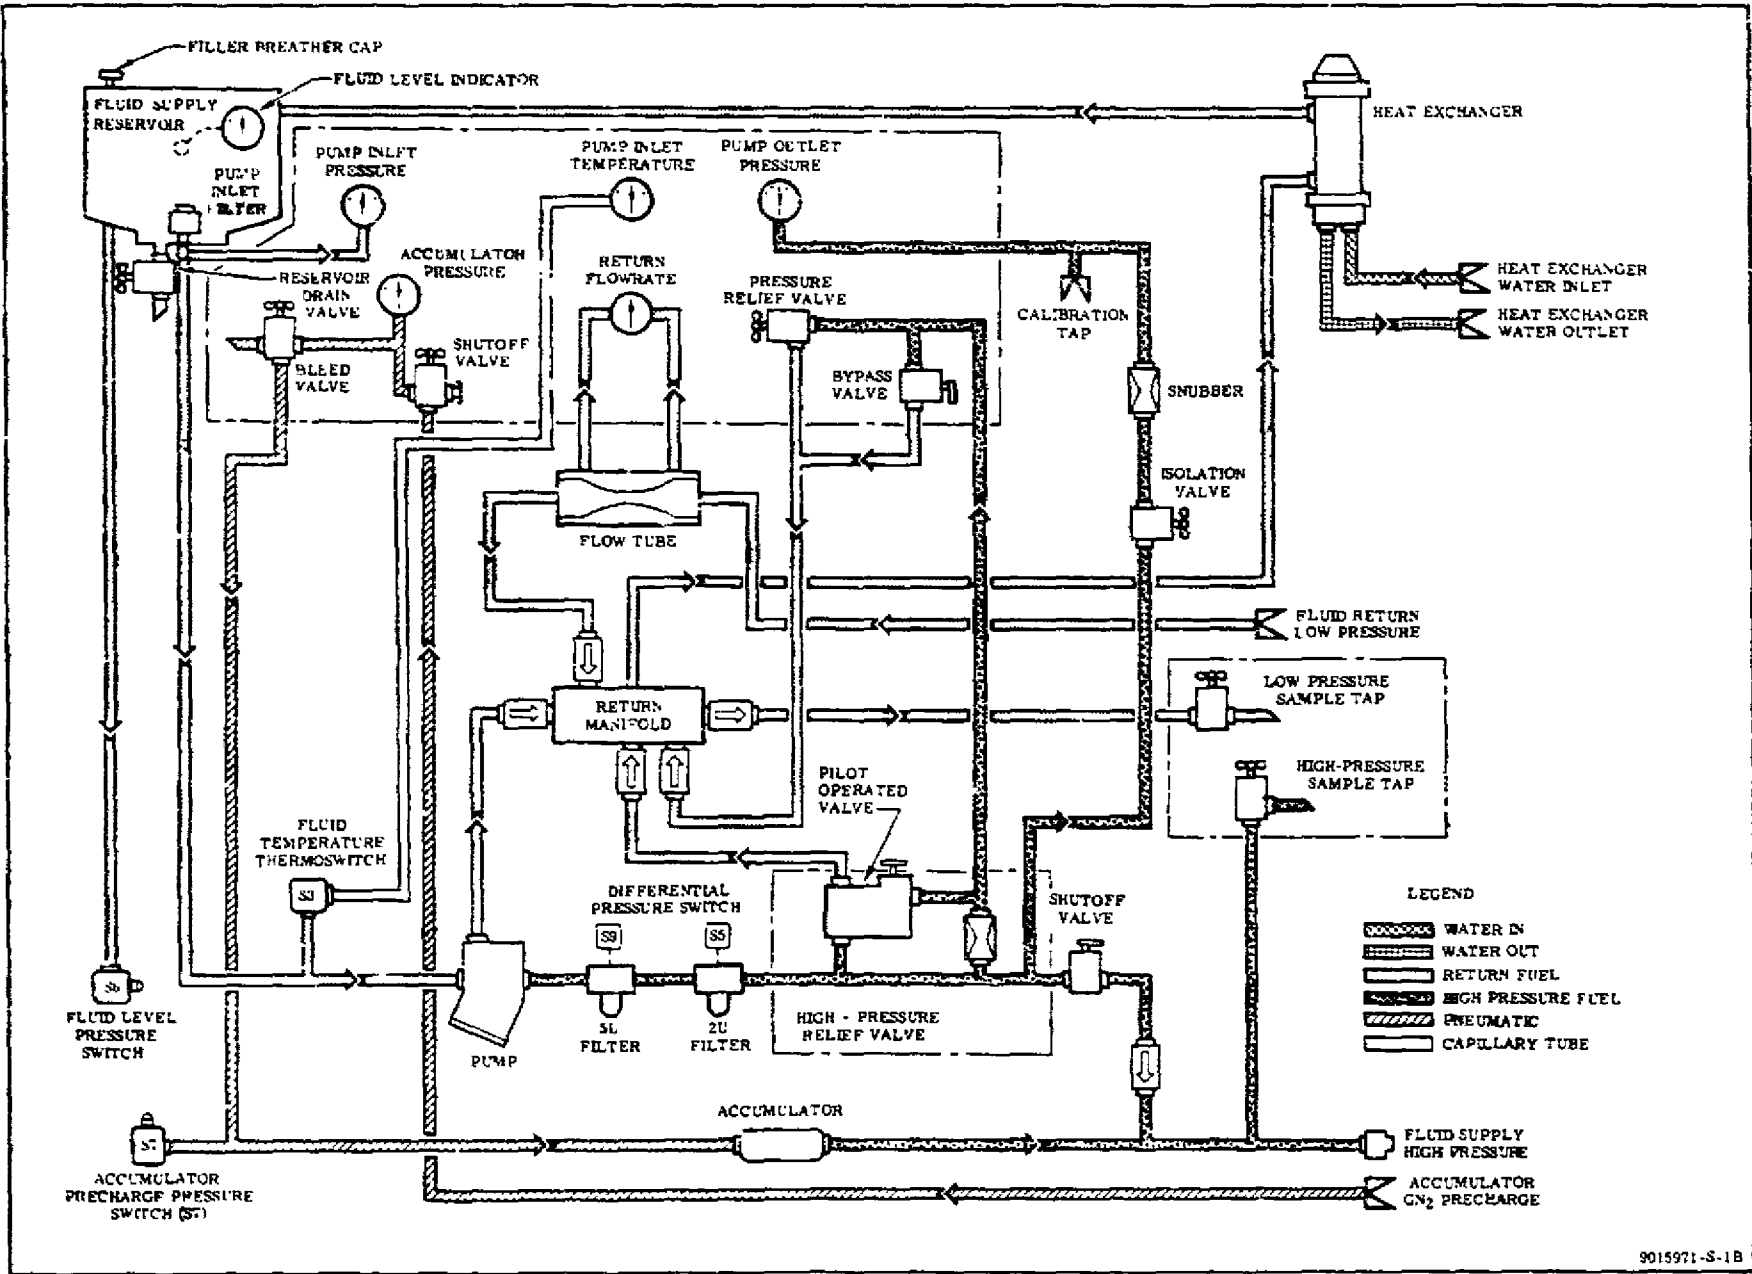 FILLER BREATHER CAP
FLUID LEVEL INDICATOR
FLUID SUPPLY
RESERVOIR
HEAT EXCHANGER
PUMP INLET
PRESSURE
PUMP INLET
TEMPERATURE
PUMP OUTLET
PRESSURE
PUMP
INLET
FILTER
ACCUMULATOR
PRESSURE
RETURN
FLOWRATE
PRESSURE
RELIEF VALVE
RESERVOIR
DRAIN
VALVE
HEAT EXCHANGER
WATER INLET
HEAT EXCHANGER
WATER OUTLET
CALIBRATION
TAP
SHUTOFF
VALVE
BLEED
VALVE
BYPASS
VALVE
SNUBBER
ISOLATION
VALVE
FLOW TUBE
FLUID RETURN
LOW PRESSURE
LOW PRESSURE
SAMPLE TAP
RETURN
MANIFOLD
HIGH-PRESSURE
SAMPLE TAP
PILOT
OPERATED
VALVE
FLUID
TEMPERATURE
THERMOSWITCH
S3
DIFFERENTIAL
PRESSURE SWITCH
S9
S5
SHUTOFF
VALVE
LEGEND
WATER IN
WATER OUT
RETURN FUEL
HIGH PRESSURE FUEL
PNEUMATIC
CAPILLARY TUBE
S6
FLUID LEVEL
PRESSURE
SWITCH
PUMP
FILTER
2U
FILTER
HIGH - PRESSURE
RELIEF VALVE
ACCUMULATOR
S7
ACCUMULATOR
PRECHARGE PRESSURE
SWITCH (S7)
FLUID SUPPLY
HIGH PRESSURE
ACCUMULATOR
GN2 PRECHARGE
9015971-S-1B